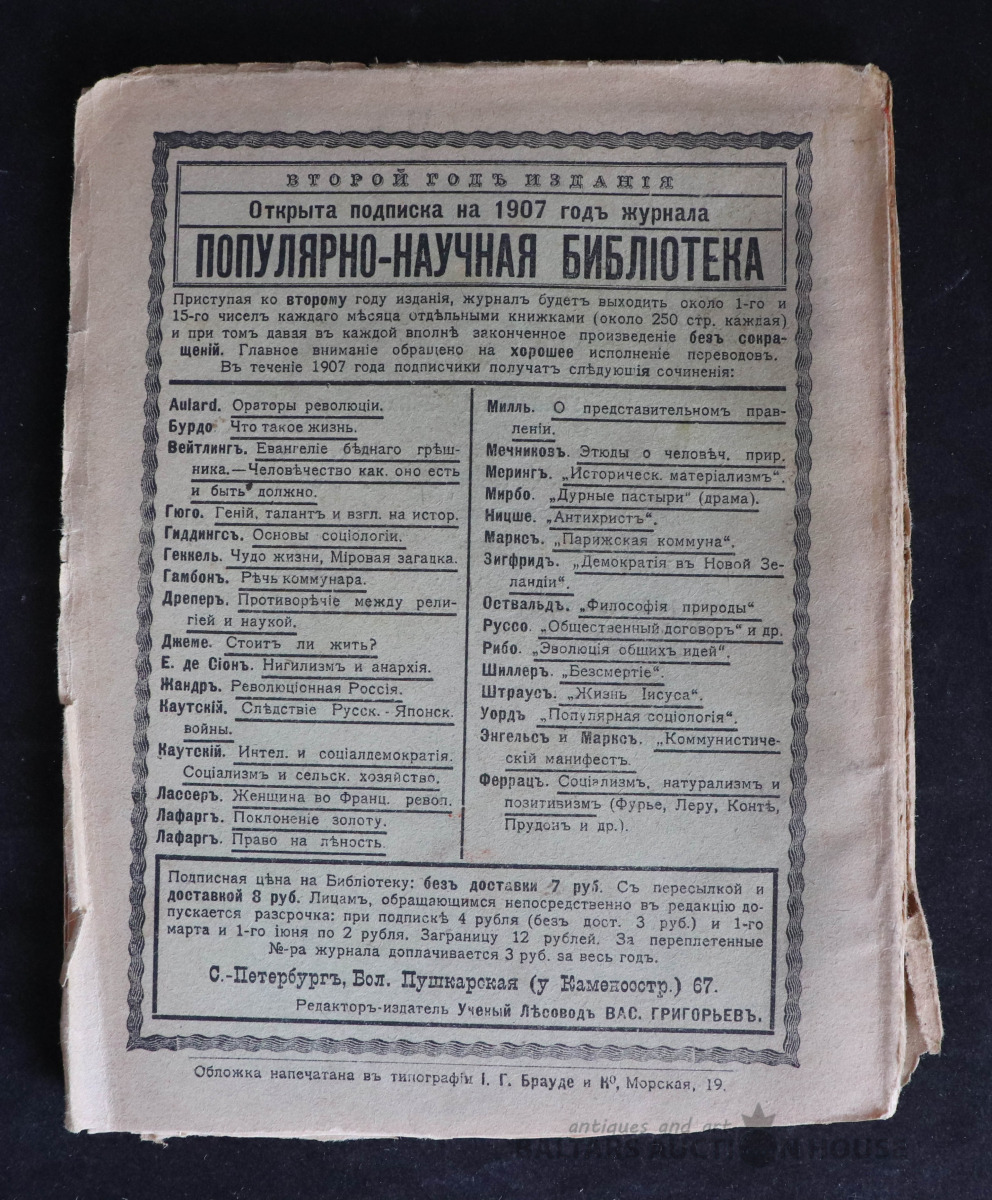 ВТОРОЙ ГОДЪ ИЗДАНІЯ
Открыта подписка на 1907 годъ журнала
ПОПУЛЯРНО-НАУЧНАЯ БИБЛІОТЕКА
Приступая ко второму году изданія, журналъ будетъ выходить около 1-го и
15-го чиселъ каждаго мѣсяца отдѣльными книжками (около 250 стр. каждая)
и при томъ давая въ каждой вполнѣ законченное произведеніе безъ сокра-
щеній. Главное вниманіе обращено на хорошее исполненіе переводовъ.
Въ теченіе 1907 года подписчики получатъ слѣдующія сочиненія:
Aulard. Ораторы революціи.
Бурдо Что такое жизнь.
Вейтлингъ. Евангеліе бѣднаго грѣш-
ника.—Человѣчество как. оно есть
и быть должно.
Гюго. Геній, талантъ и взгл. на истор.
Гиддингсъ. Основы соціологіи.
Геккель. Чудо жизни, Міровая загадка.
Гамбонъ. Рѣчь коммунара.
Дреперъ. Противорѣчіе между рели-
гіей и наукой.
Джемс. Стоитъ ли жить?
Е. де Сіонъ. Нигилизмъ и анархія.
Жандръ. Революціонная Россія.
Каутскій. Слѣдствіе Русск.-Японск.
войны.
Каутскій. Интел. и соціалдемократія.
Соціализмъ и сельск. хозяйство.
Лассеръ. Женщина во Франц. револ.
Лафаргъ. Поклоненіе золоту.
Лафаргъ. Право на лѣность.
Милль. О представительномъ прав-
леніи.
Мечниковъ. Этюды о человѣч. прир.
Мерингъ. „Историческ. матеріализмъ".
Мирбо. „Дурные пастыри" (драма).
Ницше. „Антихристъ".
Марксъ. „Парижская коммуна".
Зигфридъ. „Демократія въ Новой Зе-
ландіи".
Оствальдъ. „Философія природы"
Руссо. „Общественный договоръ" и др.
Рибо. „Эволюція общихъ идей".
Шиллеръ. „Безсмертіе".
Штраусъ. „Жизнь Іисуса".
Уордъ „Популярная соціологія".
Энгельсъ и Марксъ. „Коммунистиче-
скій манифестъ.
Феррацъ. Соціализмъ, натурализмъ и
позитивизмъ (Фурье, Леру, Контъ,
Прудонъ и др.).
Подписная цѣна на Библіотеку: безъ доставки 7 руб. Съ пересылкой и
доставкой 8 руб. Лицамъ, обращающимся непосредственно въ редакцію до-
пускается разсрочка: при подпискѣ 4 рубля (безъ дост. 3 руб.) и 1-го
марта и 1-го іюня по 2 рубля. Заграницу 12 рублей. За переплетенные
№-ра журнала доплачивается 3 руб. за весь годъ.
С.-Петербургъ, Бол. Пушкарская (у Каменоостр.) 67.
Редакторъ-издатель Ученый Лѣсоводъ ВАС. ГРИГОРЬЕВЪ.
Обложка напечатана въ типографіи І. Г. Брауде и Ко, Морская, 19.
antiques and art
BALTARS AUCTION HOUSE